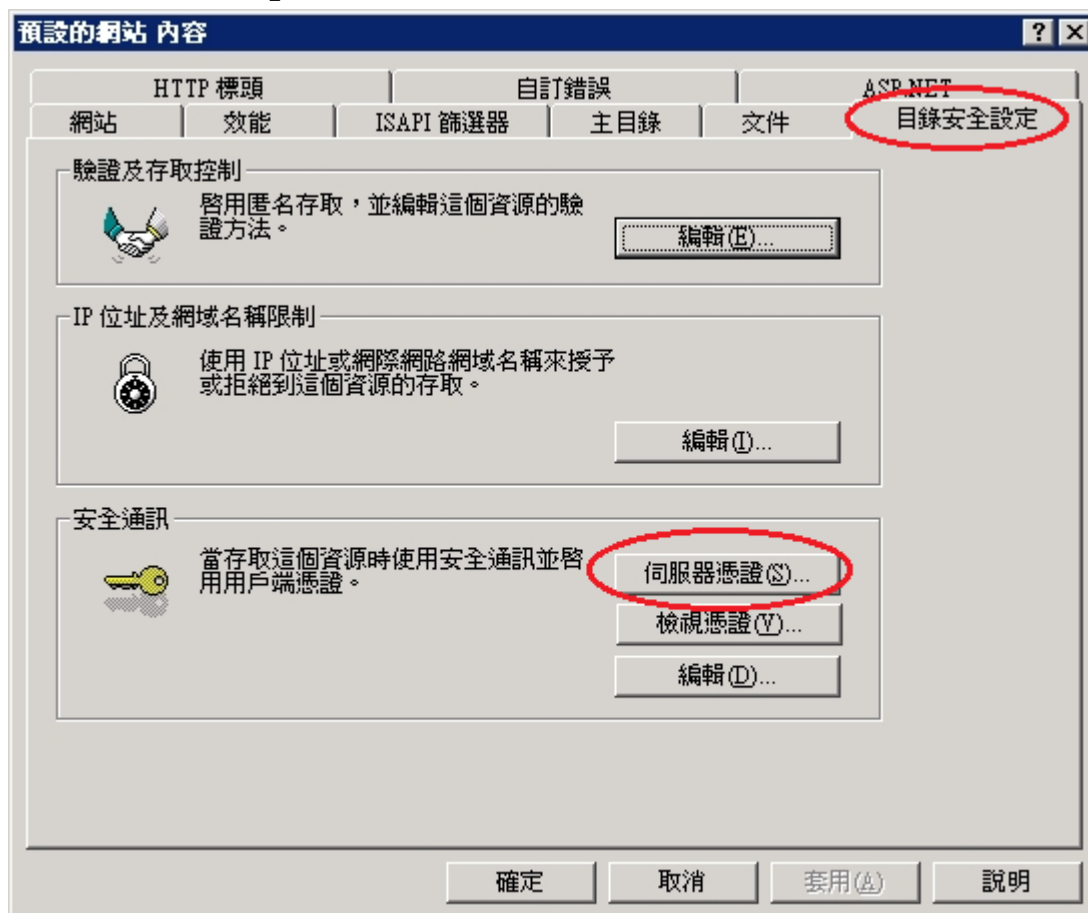 預設的網站 內容
HTTP 標頭
自訂錯誤
ASP.NET
網站
效能
ISAPI 篩選器
主目錄
文件
目錄安全設定
驗證及存取控制
啓用匿名存取，並編輯這個資源的驗
證方法。
編輯(E)...
IP 位址及網域名稱限制
使用 IP 位址或網際網路網域名稱來授予
或拒絕到這個資源的存取。
編輯(I)...
安全通訊
當存取這個資源時使用安全通訊並啓
用用戶端憑證。
伺服器憑證(S)...
檢視憑證(V)...
編輯(D)...
確定
取消
套用(A)
說明